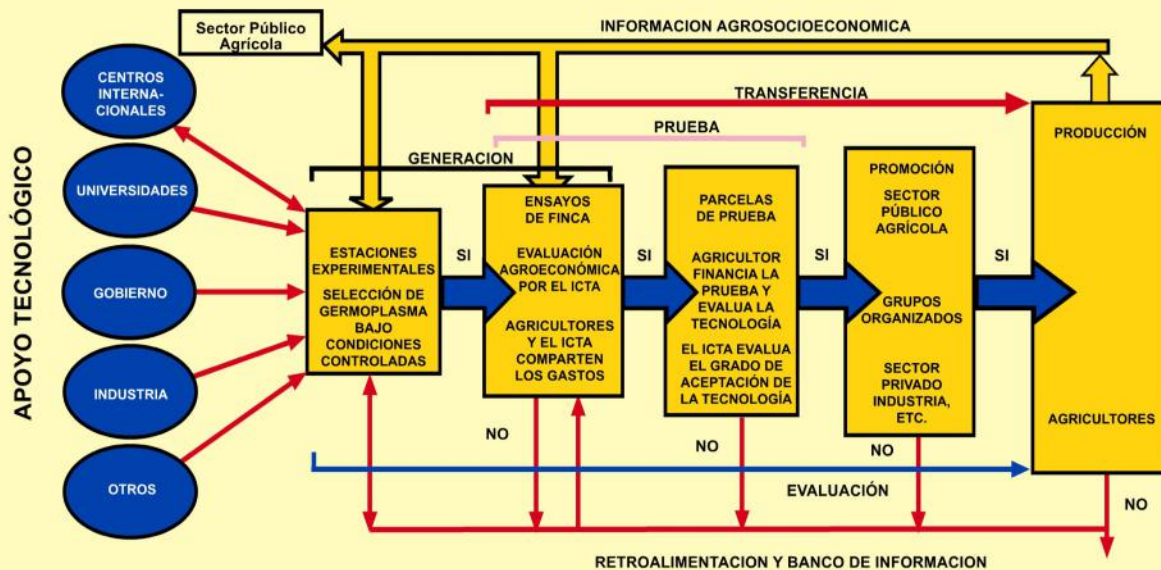 INFORMACION AGROSOCIOECONOMICA
Sector Público
Agrícola
APOYO TECNOLÓGICO
CENTROS
INTERNA-
CIONALES
UNIVERSIDADES
GOBIERNO
INDUSTRIA
OTROS
TRANSFERENCIA
PRUEBA
GENERACION
ESTACIONES
EXPERIMENTALES
SELECCIÓN DE
GERMOPLASMA
BAJO
CONDICIONES
CONTROLADAS
SI
ENSAYOS
DE FINCA
EVALUACIÓN
AGROECONÓMICA
POR EL ICTA
AGRICULTORES
Y EL ICTA
COMPARTEN
LOS GASTOS
NO
SI
PARCELAS
DE PRUEBA
AGRICULTOR
FINANCIA LA
PRUEBA Y
EVALUA LA
TECNOLOGÍA
EL ICTA EVALUA
EL GRADO DE
ACEPTACIÓN DE
LA TECNOLOGÍA
NO
SI
PROMOCIÓN
SECTOR
PÚBLICO
AGRÍCOLA
GRUPOS
ORGANIZADOS
SECTOR
PRIVADO
INDUSTRIA,
ETC.
NO
SI
PRODUCCIÓN
AGRICULTORES
NO
EVALUACIÓN
RETROALIMENTACION Y BANCO DE INFORMACION